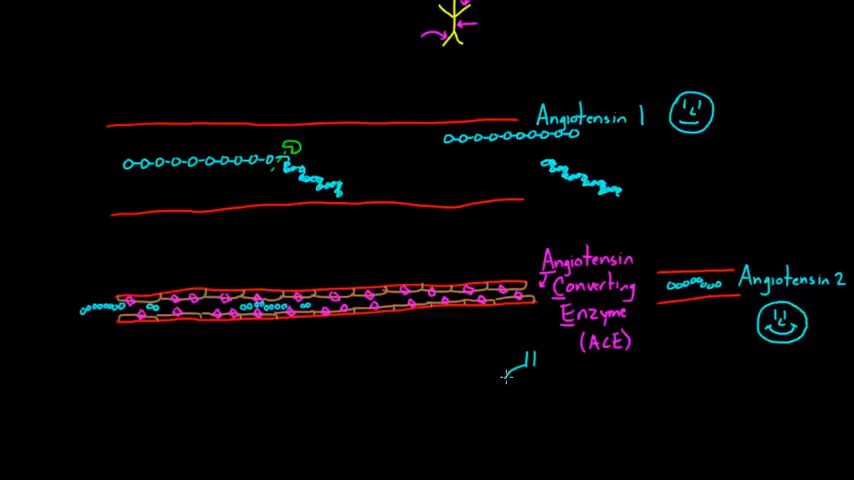 Angiotensin 1
Angiotensin
Converting
Enzyme
(ACE)
Angiotensin 2